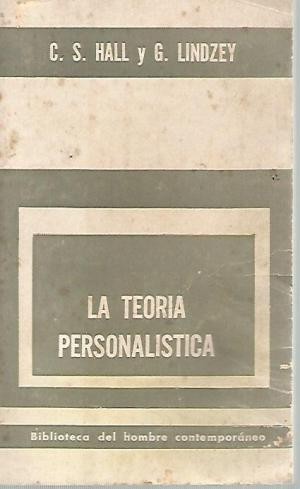 C. S. HALL y G. LINDZEY
LA TEORIA
PERSONALISTICA
Biblioteca del hombre contemporáneo